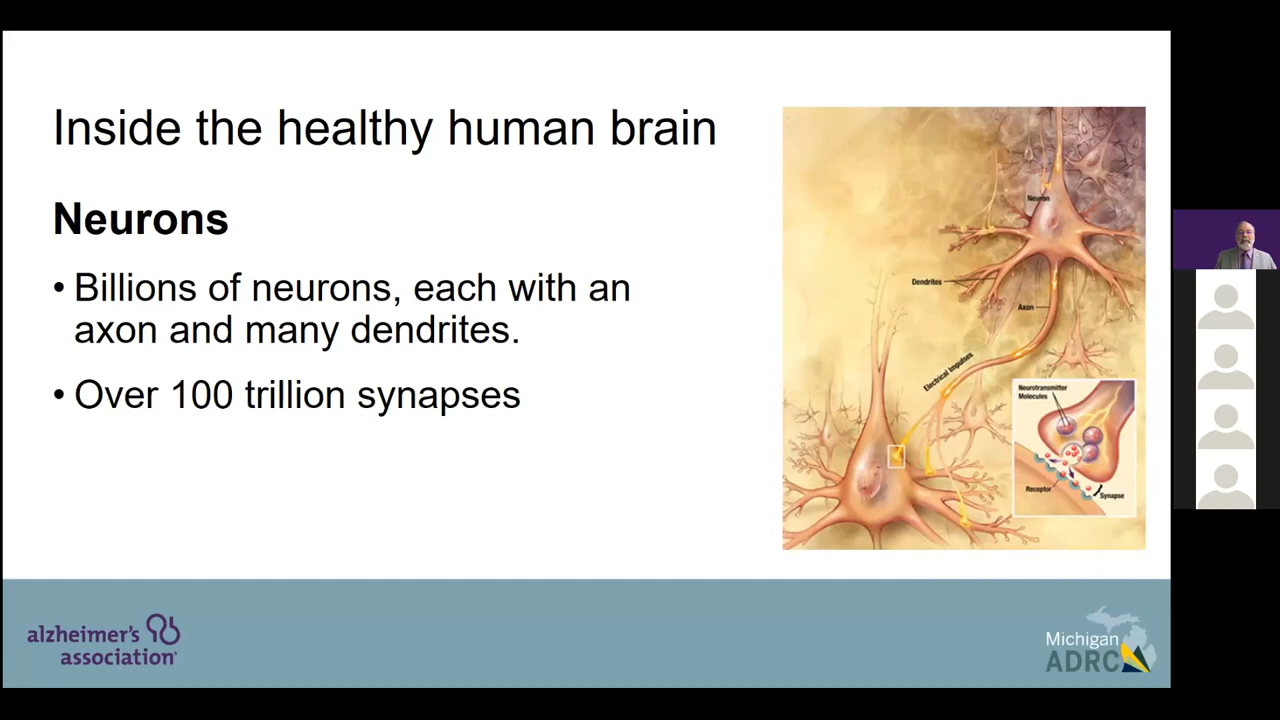 Inside the healthy human brain
Neurons
• Billions of neurons, each with an
axon and many dendrites.
• Over 100 trillion synapses
Neuron
Dendrites
Axon
Electrical Impulses
Neurotransmitter
Molecules
Receptor
Synapse
alzheimer's
association®
Michigan
ADRC